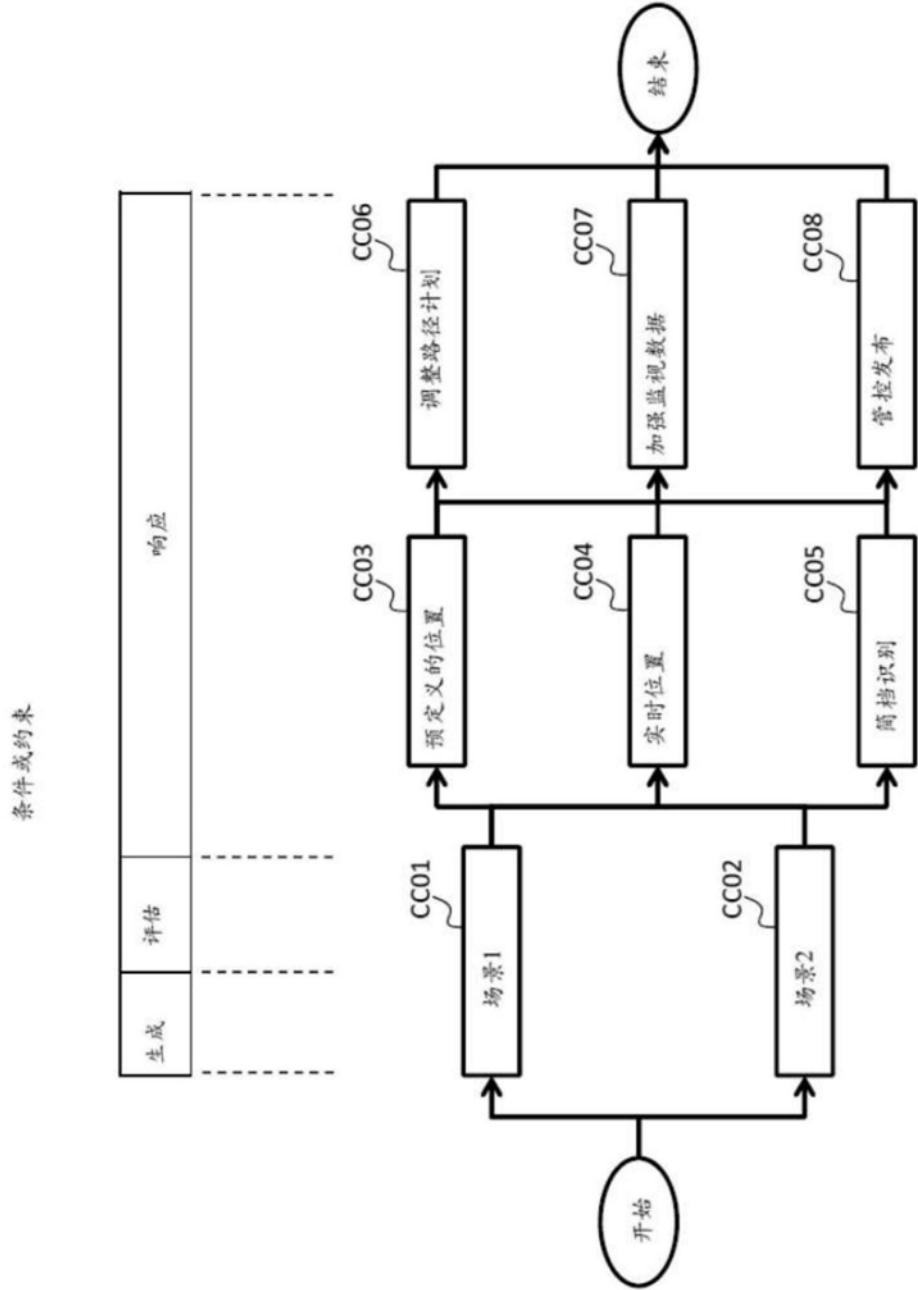 条件或约束
生成
评估
响应
开始
CC01
场景1
CC02
场景2
CC03
预定义的位置
CC04
实时位置
CC05
简档识别
CC06
调整路径计划
CC07
加强监视数据
CC08
管控发布
结束